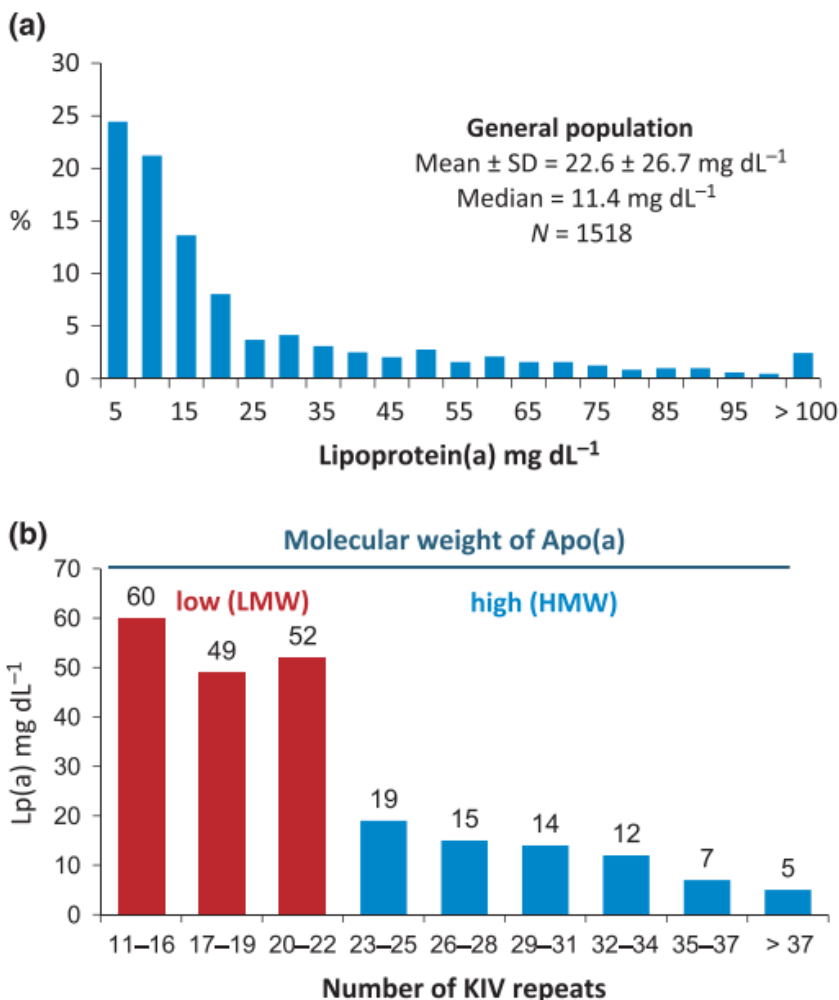 (a)
30
25
20
15
10
5
0
%
General population
Mean ± SD = 22.6 ± 26.7 mg dL⁻¹
Median = 11.4 mg dL⁻¹
N = 1518
5 15 25 35 45 55 65 75 85 95 > 100
Lipoprotein(a) mg dL⁻¹
(b)
Molecular weight of Apo(a)
low (LMW) high (HMW)
70
60
50
40
30
20
10
0
Lp(a) mg dL⁻¹
60 49 52 19 15 14 12 7 5
11–16 17–19 20–22 23–25 26–28 29–31 32–34 35–37 > 37
Number of KIV repeats